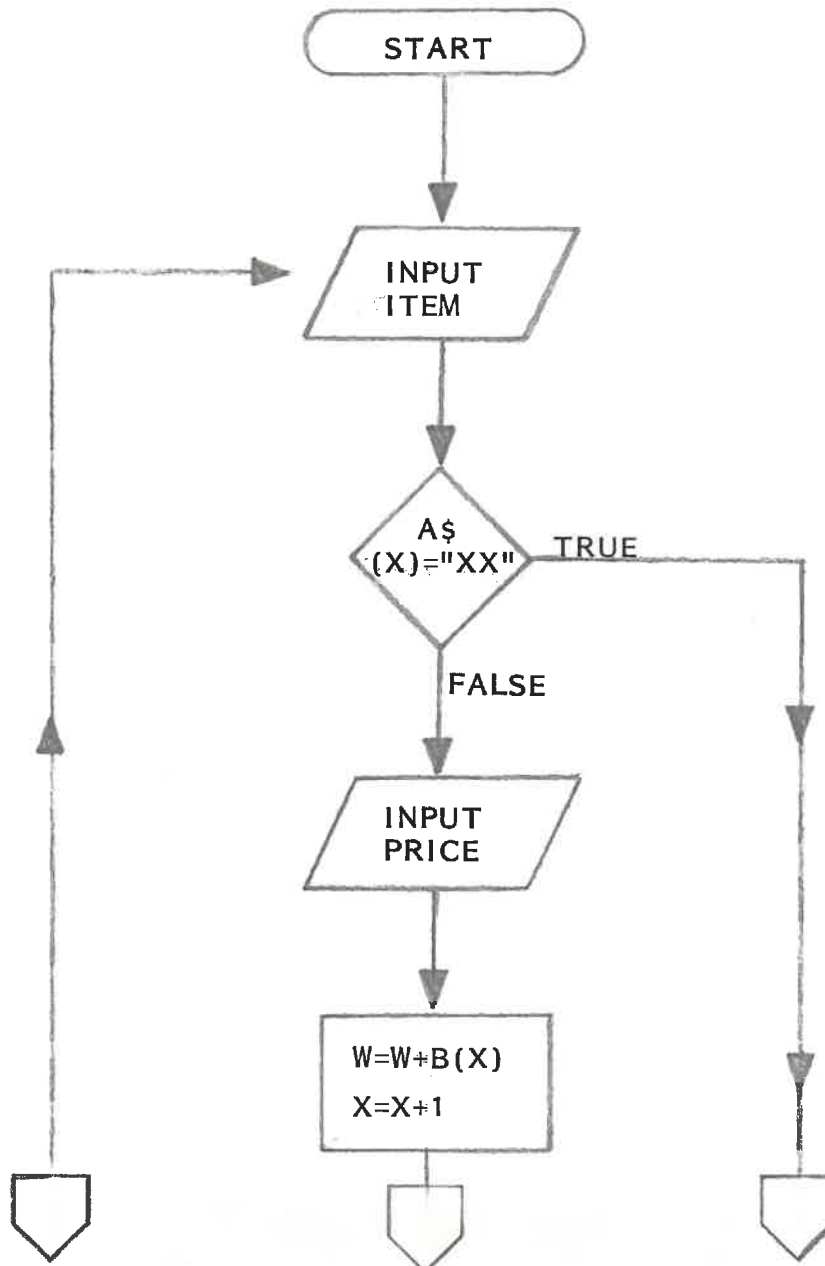 START
INPUT
ITEM
A$
(X)="XX"
TRUE
FALSE
INPUT
PRICE
W=W+B(X)
X=X+1